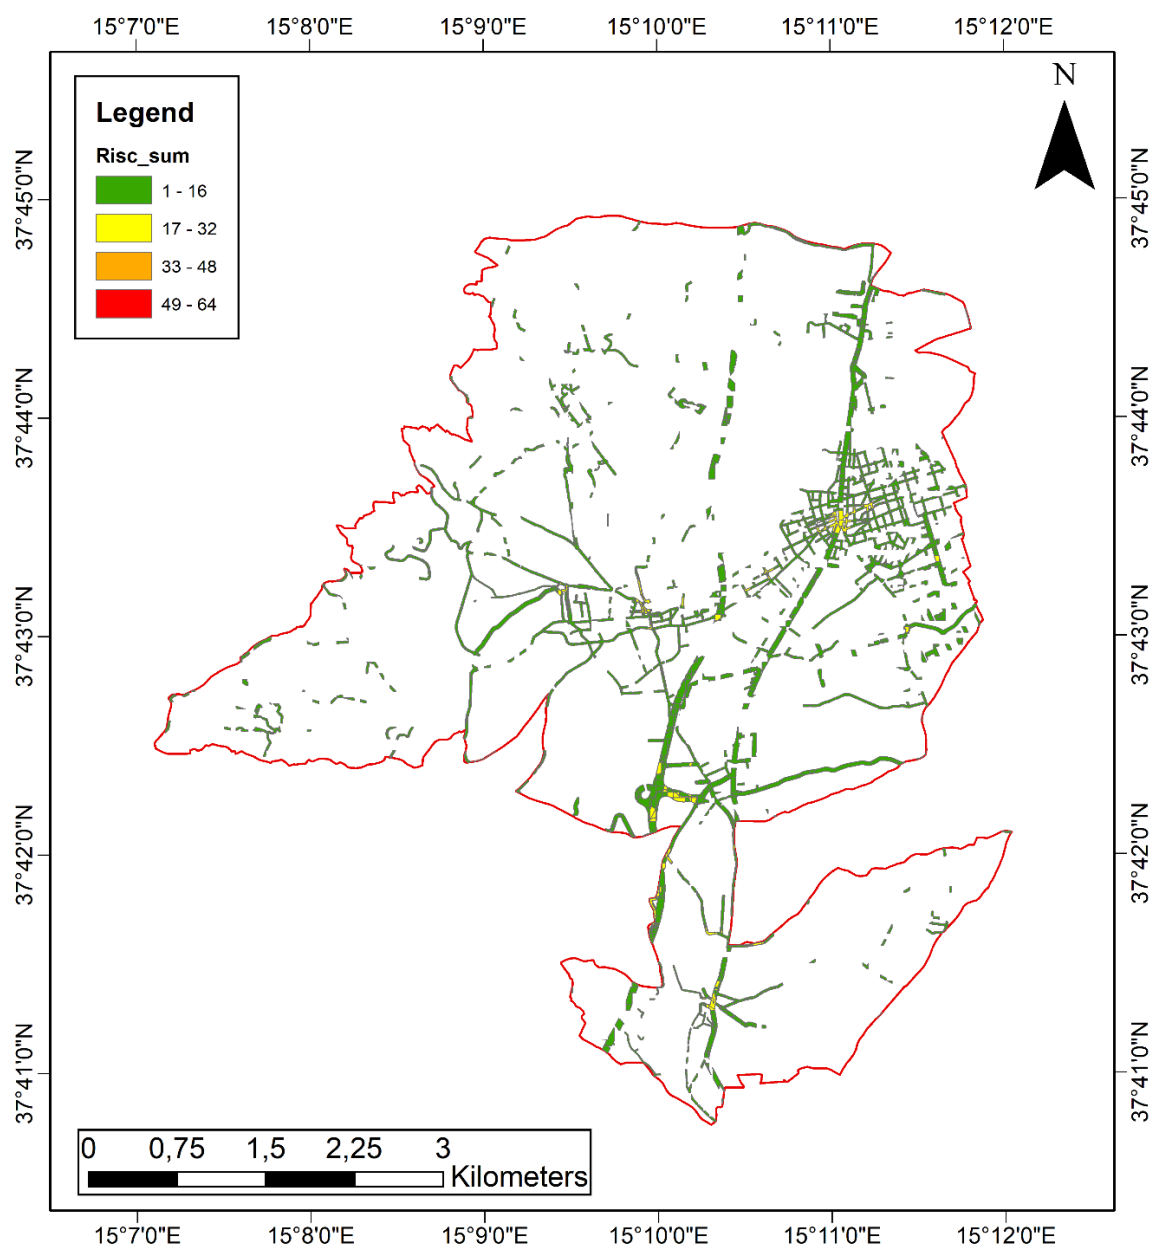 15°7'0"E 15°8'0"E 15°9'0"E 15°10'0"E 15°11'0"E 15°12'0"E
N
Legend
Risc_sum
1 - 16
17 - 32
33 - 48
49 - 64
37°45'0"N 37°45'0"N
37°44'0"N 37°44'0"N
37°43'0"N 37°43'0"N
37°42'0"N 37°42'0"N
37°41'0"N 37°41'0"N
0 0,75 1,5 2,25 3
Kilometers
15°7'0"E 15°8'0"E 15°9'0"E 15°10'0"E 15°11'0"E 15°12'0"E